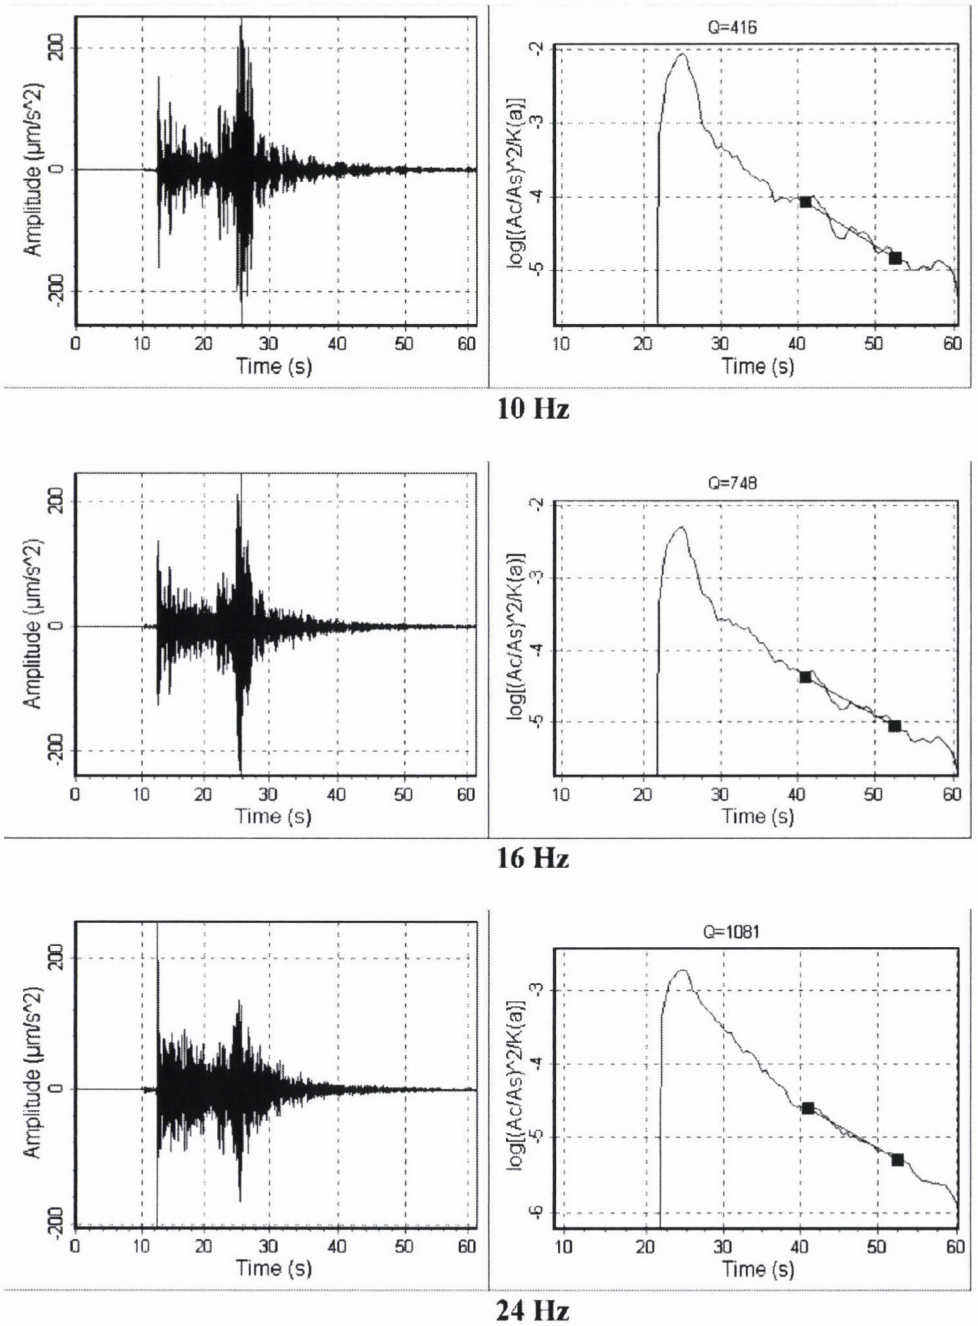 Q=416
Amplitude (µm/s^2)
200
0
-200
0 10 20 30 40 50 60
Time (s)
log[(Ac/As)^2/K(a)]
-2
-3
-4
-5
10 20 30 40 50 60
Time (s)
10 Hz
Q=748
Amplitude (µm/s^2)
200
0
-200
0 10 20 30 40 50 60
Time (s)
log[(Ac/As)^2/K(a)]
-2
-3
-4
-5
10 20 30 40 50 60
Time (s)
16 Hz
Q=1081
Amplitude (µm/s^2)
200
0
-200
0 10 20 30 40 50 60
Time (s)
log[(Ac/As)^2/K(a)]
-3
-4
-5
-6
10 20 30 40 50 60
Time (s)
24 Hz